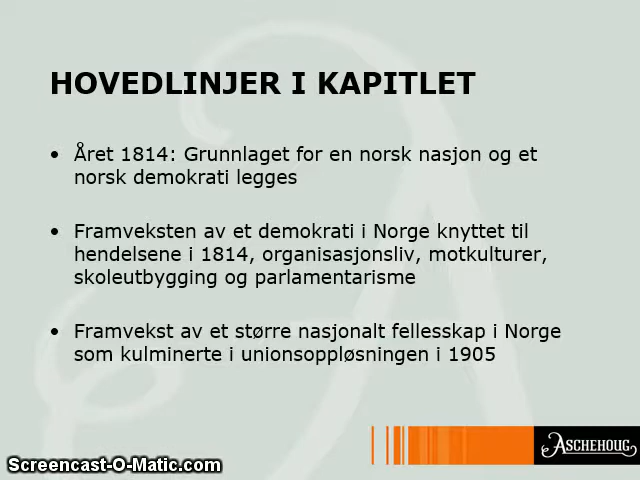 HOVEDLINJER I KAPITLET
• Året 1814: Grunnlaget for en norsk nasjon og et
norsk demokrati legges
• Framveksten av et demokrati i Norge knyttet til
hendelsene i 1814, organisasjonsliv, motkulturer,
skoleutbygging og parlamentarisme
• Framvekst av et større nasjonalt fellesskap i Norge
som kulminerte i unionsoppløsningen i 1905
ASCHEHOUG
Screencast-O-Matic.com